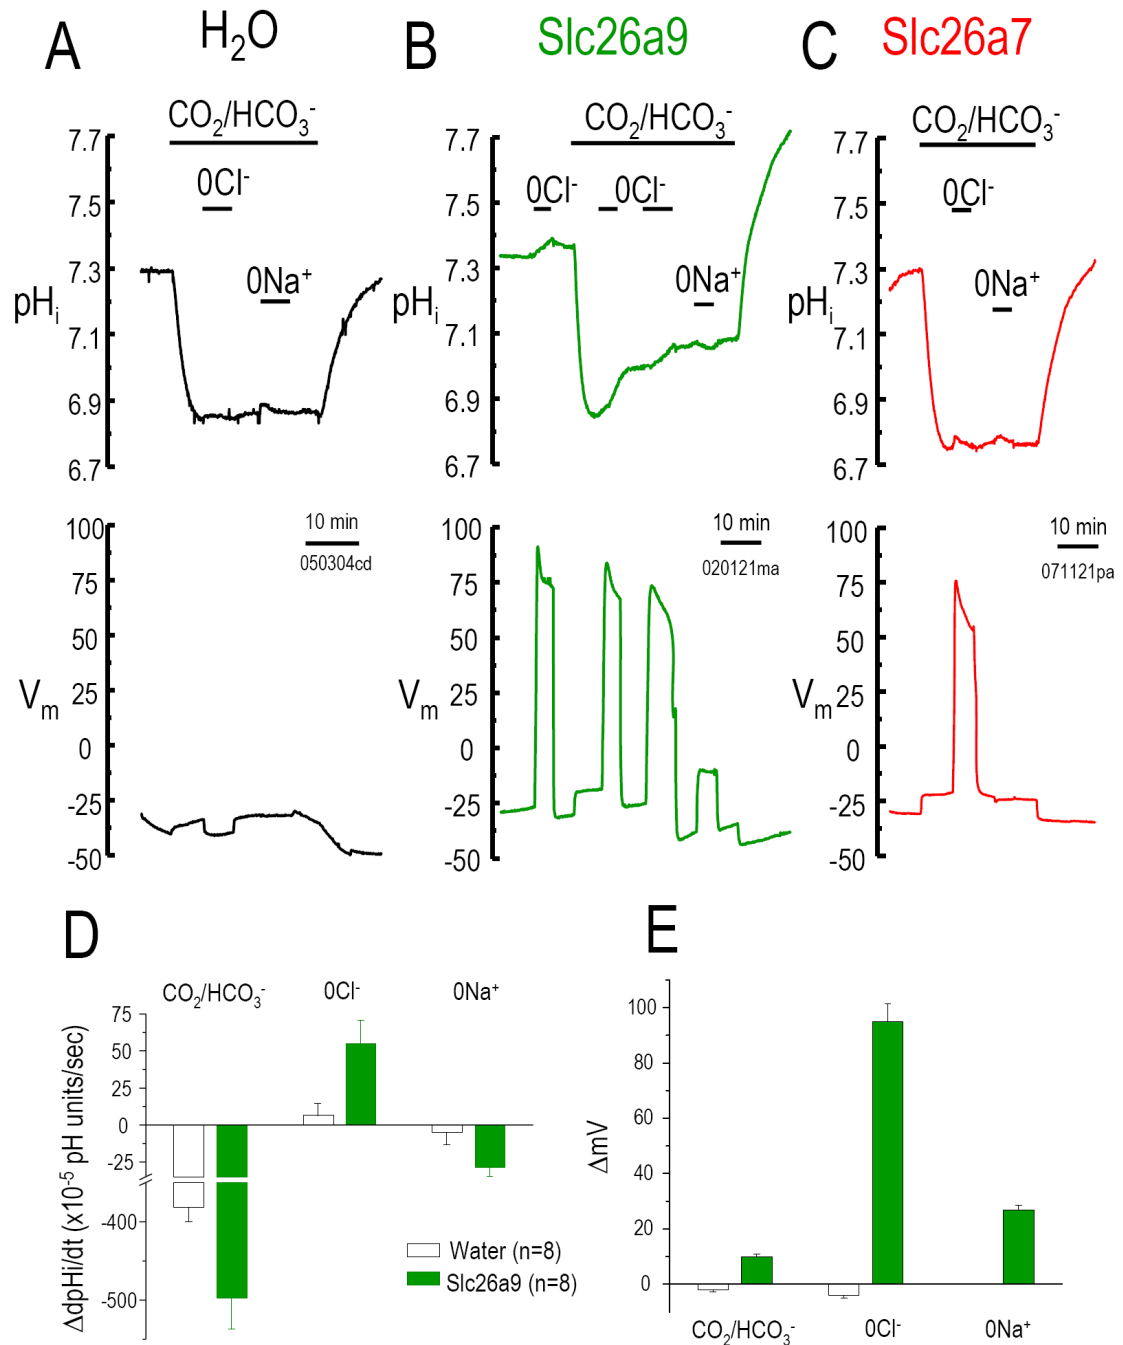 A
H₂O
B
Slc26a9
C
Slc26a7
CO₂/HCO₃⁻
0Cl⁻
0Na⁺
pHᵢ
7.7
7.5
7.3
7.1
6.9
6.7
CO₂/HCO₃⁻
0Cl⁻
0Cl⁻
0Na⁺
pHᵢ
7.7
7.5
7.3
7.1
6.9
6.7
CO₂/HCO₃⁻
0Cl⁻
0Na⁺
pHᵢ
7.7
7.5
7.3
7.1
6.9
6.7
Vₘ
100
75
50
25
0
-25
-50
10 min
050304cd
Vₘ
100
75
50
25
0
-25
-50
10 min
020121ma
Vₘ
100
75
50
25
0
-25
-50
10 min
071121pa
D
CO₂/HCO₃⁻
0Cl⁻
0Na⁺
ΔdpHi/dt (x10⁻⁵ pH units/sec)
75
50
25
0
-25
-400
-500
Water (n=8)
Slc26a9 (n=8)
E
ΔmV
100
80
60
40
20
0
CO₂/HCO₃⁻
0Cl⁻
0Na⁺